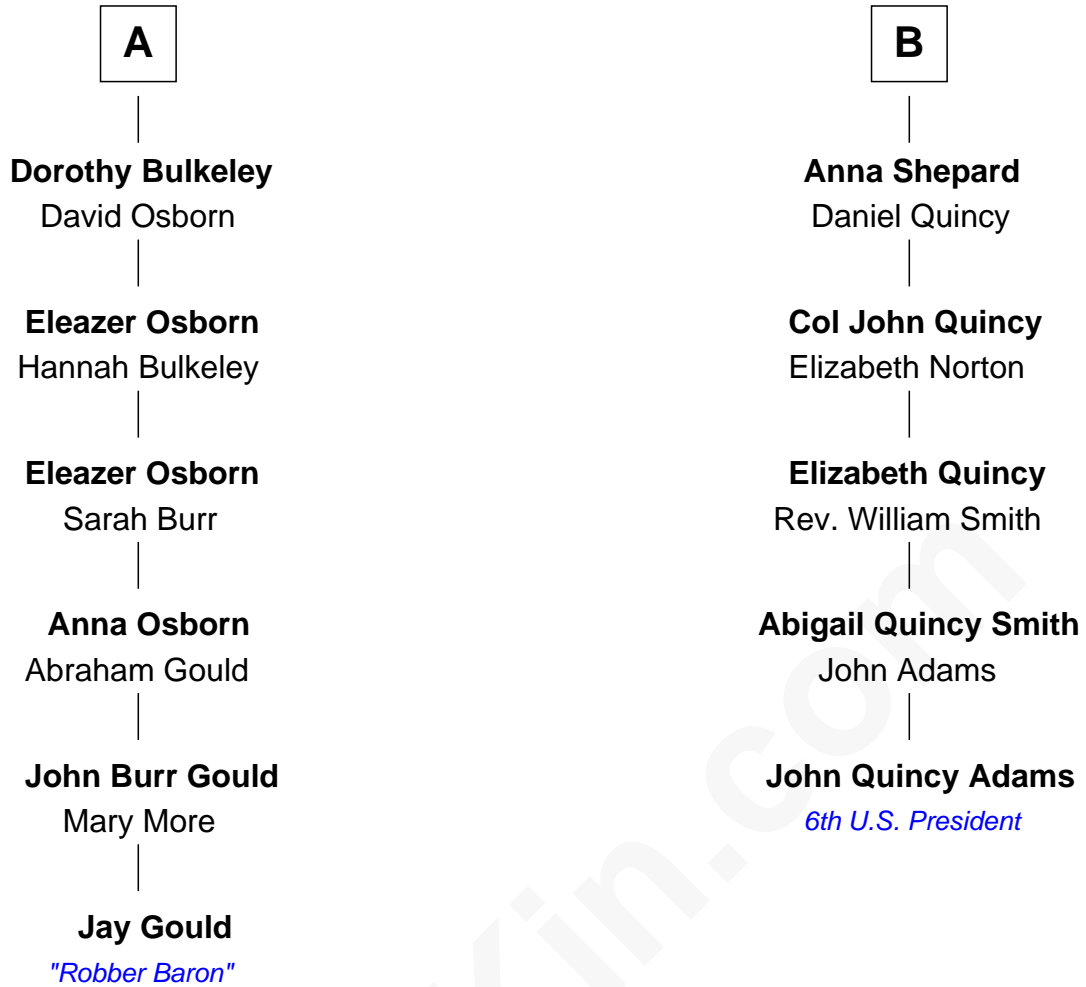 A
Dorothy Bulkeley
David Osborn
Eleazer Osborn
Hannah Bulkeley
Eleazer Osborn
Sarah Burr
Anna Osborn
Abraham Gould
John Burr Gould
Mary More
Jay Gould
"Robber Baron"
B
Anna Shepard
Daniel Quincy
Col John Quincy
Elizabeth Norton
Elizabeth Quincy
Rev. William Smith
Abigail Quincy Smith
John Adams
John Quincy Adams
6th U.S. President